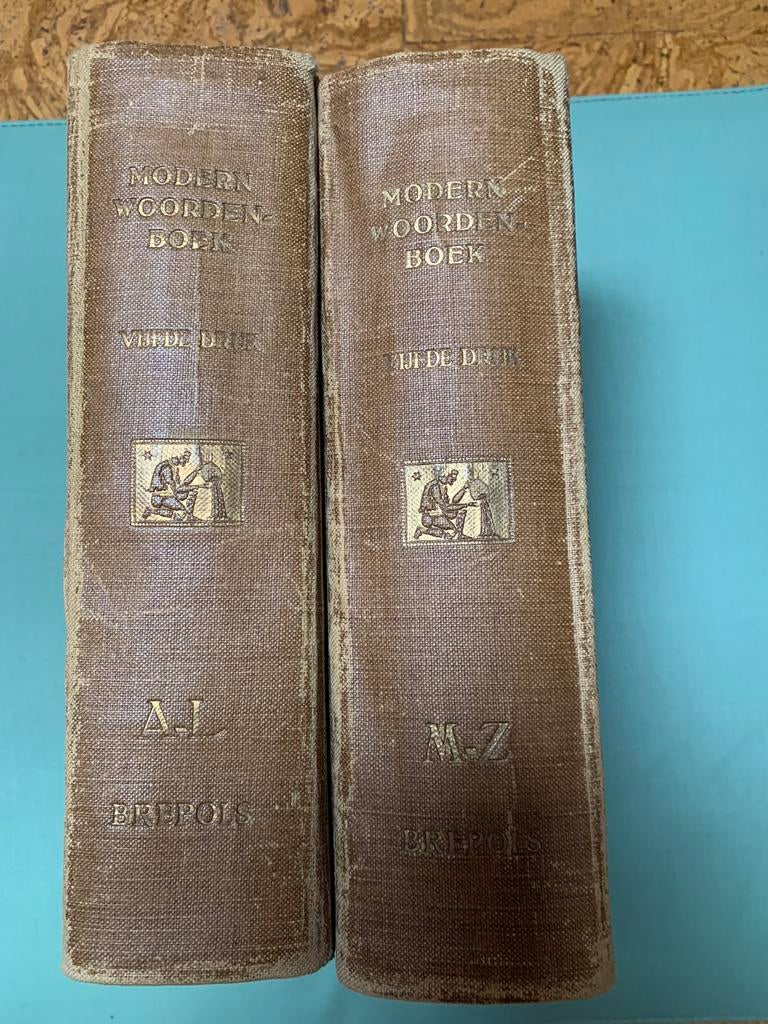 MODERN
WOORDEN-
BOEK
VIJFDE DRUK
A-L
BREPOLS
MODERN
WOORDEN-
BOEK
VIJFDE DRUK
M-Z
BREPOLS